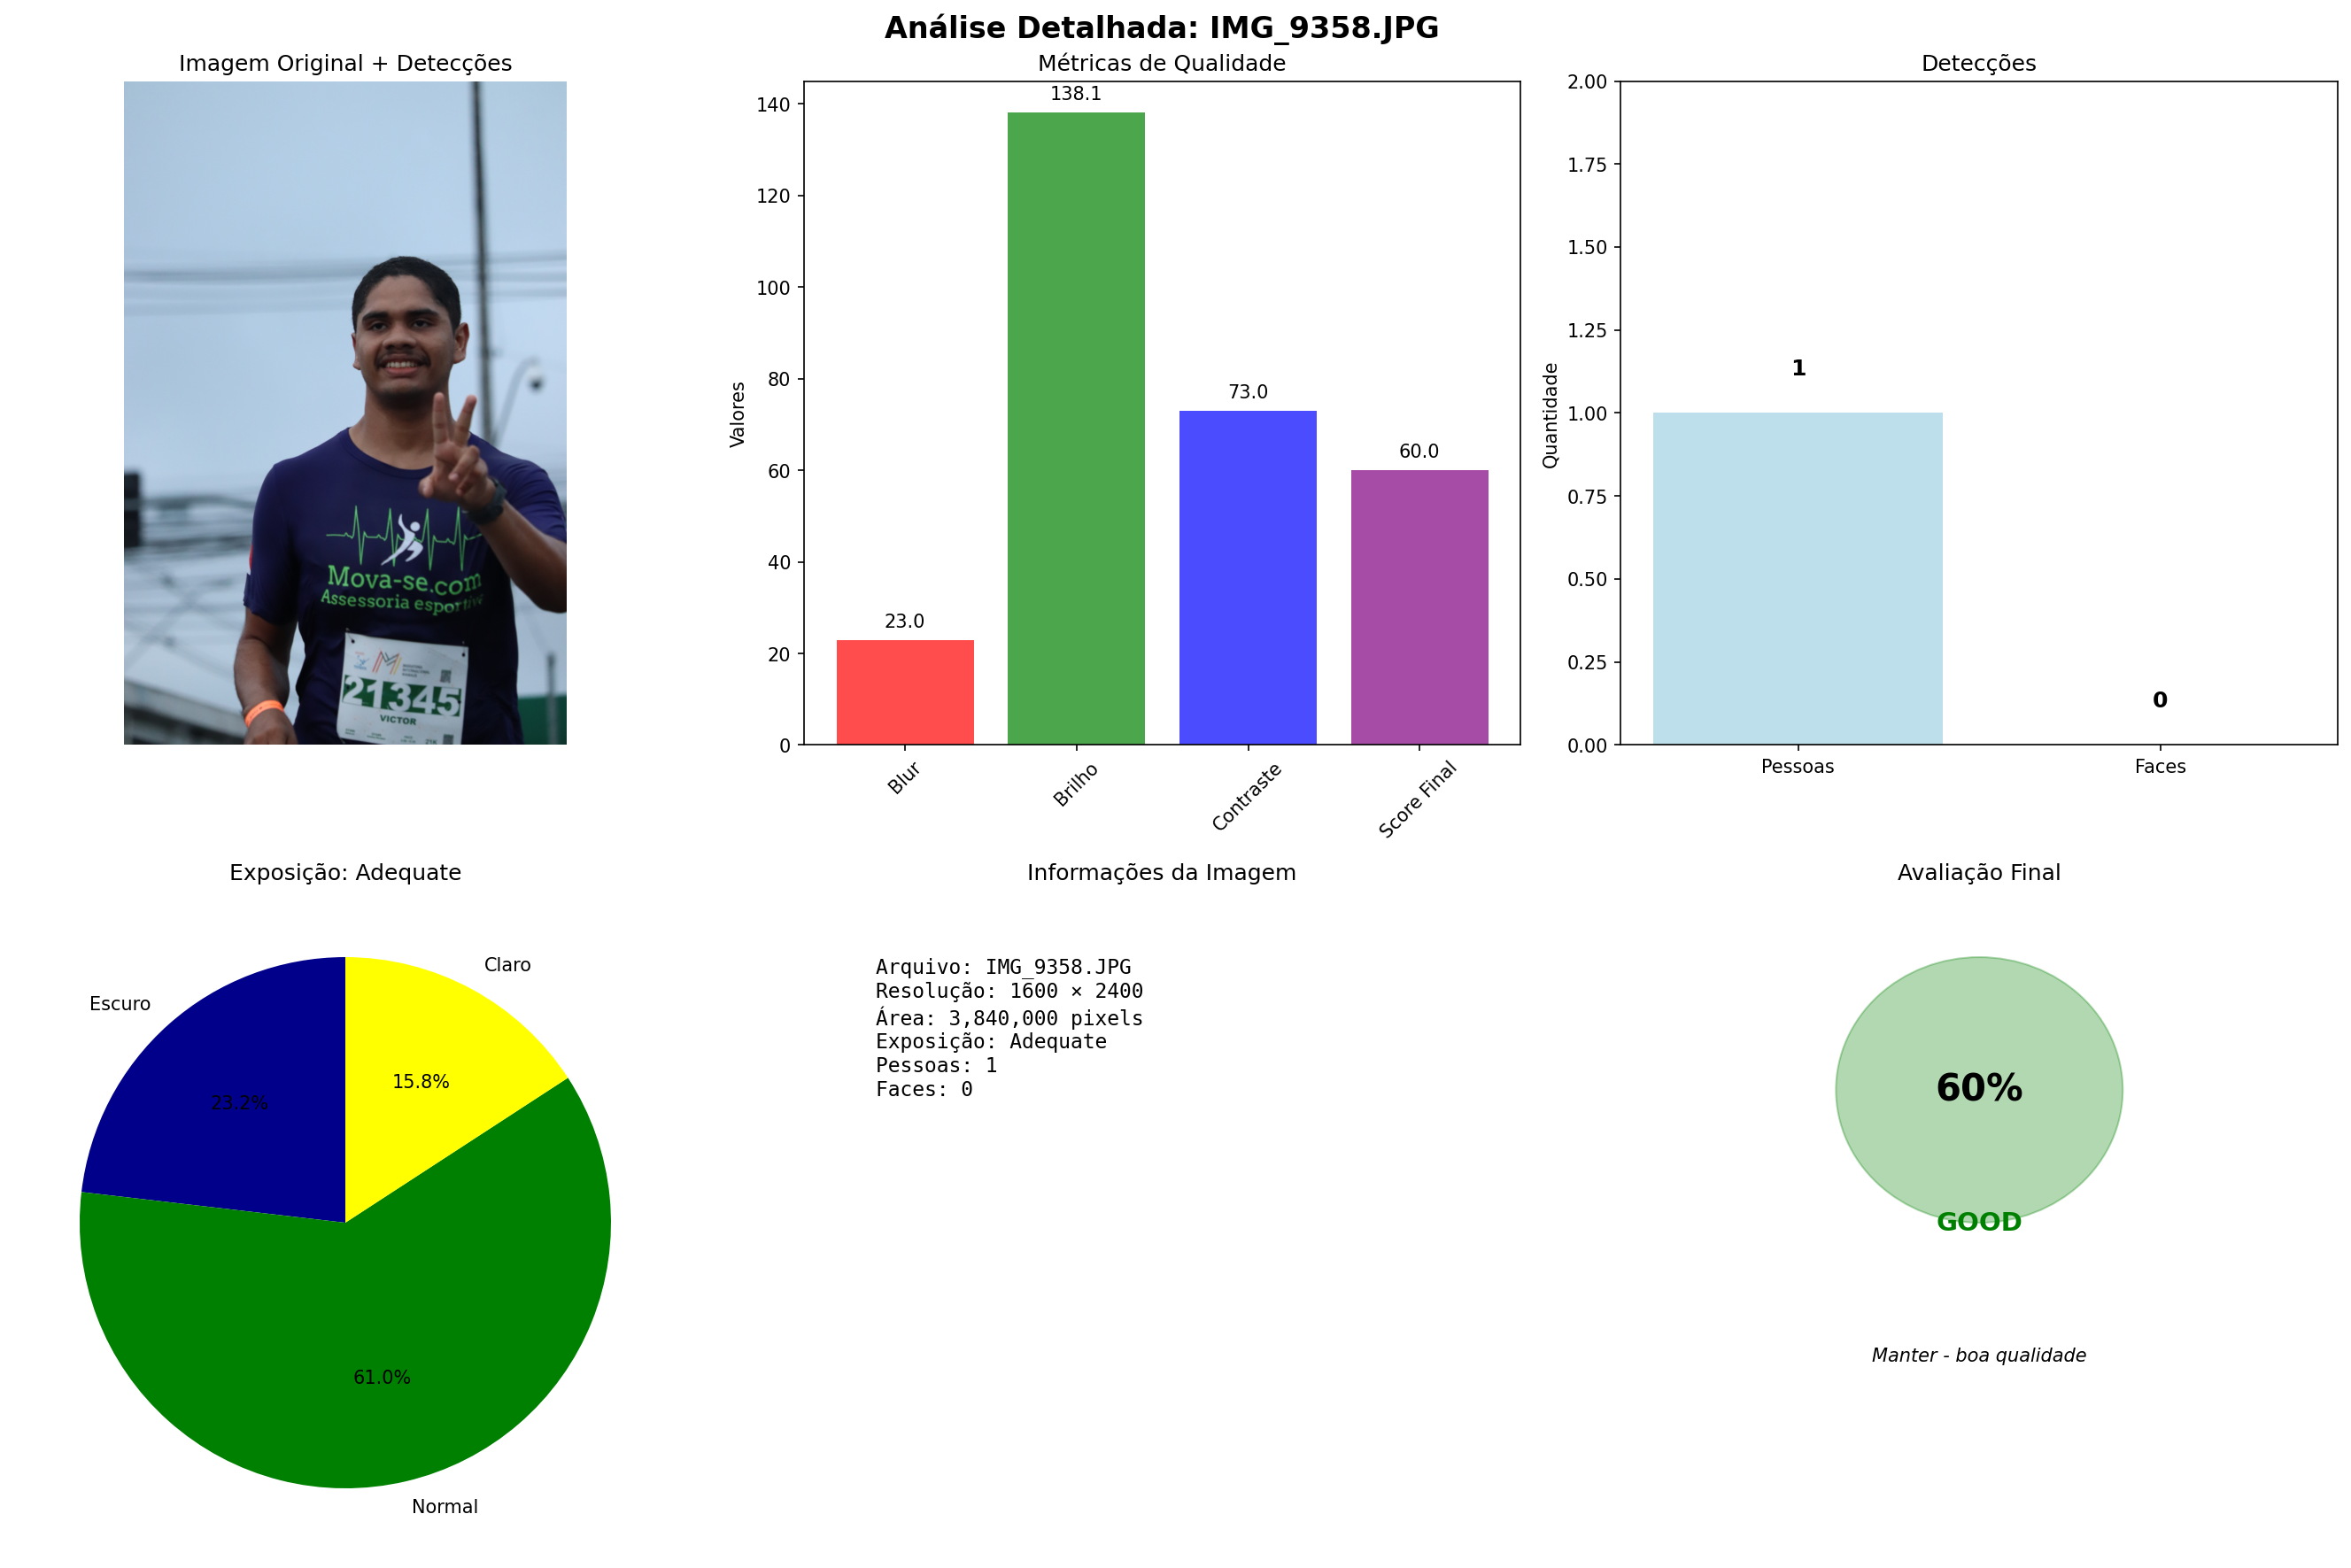 Análise Detalhada: IMG_9358.JPG
Imagem Original + Detecções
Mova-se.com
Assessoria esportiva
21345
VICTOR
21K
Métricas de Qualidade
Valores
140
120
100
80
60
40
20
0
23.0
138.1
73.0
60.0
Blur
Brilho
Contraste
Score Final
Detecções
Quantidade
2.00
1.75
1.50
1.25
1.00
0.75
0.50
0.25
0.00
1
0
Pessoas
Faces
Exposição: Adequate
Escuro
Claro
Normal
23.2%
15.8%
61.0%
Informações da Imagem
Arquivo: IMG_9358.JPG
Resolução: 1600 × 2400
Área: 3,840,000 pixels
Exposição: Adequate
Pessoas: 1
Faces: 0
Avaliação Final
60%
GOOD
Manter - boa qualidade